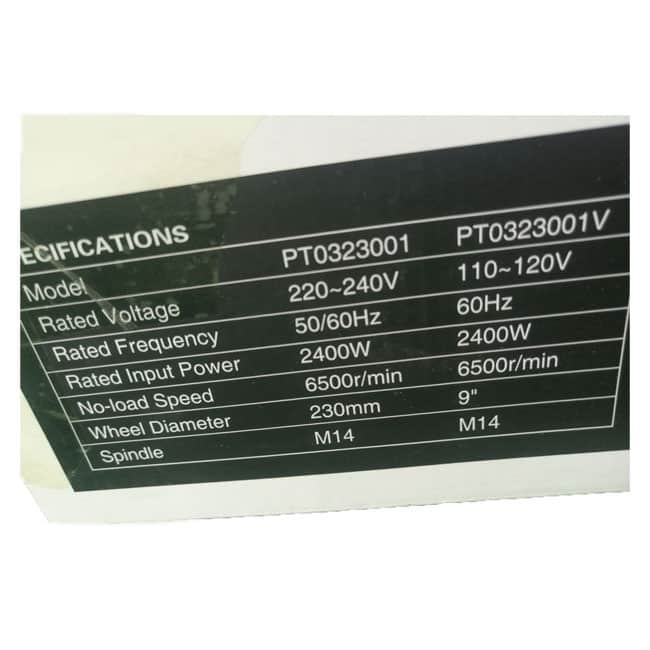 ECIFICATIONS
Model PT0323001 PT0323001V
Rated Voltage 220~240V 110~120V
Rated Frequency 50/60Hz 60Hz
Rated Input Power 2400W 2400W
No-load Speed 6500r/min 6500r/min
Wheel Diameter 230mm 9"
Spindle M14 M14